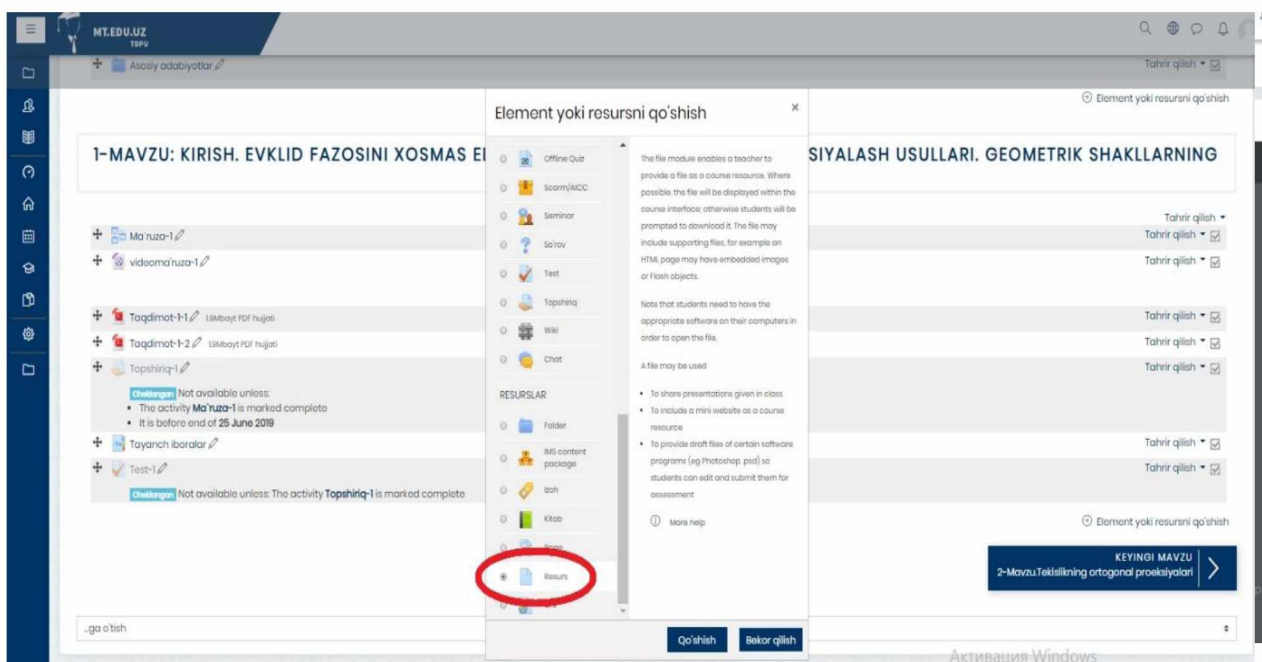 MT.EDU.UZ
TDPU
Asosiy adabiyotlar
Tahrir qilish
Element yoki resursni qo'shish
1-MAVZU: KIRISH. EVKLID FAZOSINI XOSMAS EL
SIYALASH USULLARI. GEOMETRIK SHAKLLARNING
Tahrir qilish
Ma'ruza-1
Tahrir qilish
videoma'ruza-1
Tahrir qilish
Taqdimot-1-1 1.9Mbayt PDF hujjati
Tahrir qilish
Taqdimot-1-2 1.9Mbayt PDF hujjati
Tahrir qilish
Topshiriq-1
Tahrir qilish
Cheklangan Not available unless:
• The activity Ma'ruza-1 is marked complete
• It is before end of 25 June 2019
Tayanch iboralar
Tahrir qilish
Test-1
Tahrir qilish
Cheklangan Not available unless: The activity Topshiriq-1 is marked complete
Element yoki resursni qo'shish
KEYINGI MAVZU
2-Mavzu.Tekislikning ortogonal proeksiyalari
...ga o'tish
Element yoki resursni qo'shish
×
Offline Quiz
Scorm/AICC
Seminar
So'rov
Test
Topshiriq
Wiki
Chat
RESURSLAR
Folder
IMS content
package
Izoh
Kitob
Resurs
The file module enables a teacher to
provide a file as a course resource. Where
possible, the file will be displayed within the
course interface; otherwise students will be
prompted to download it. The file may
include supporting files, for example an
HTML page may have embedded images
or Flash objects.
Note that students need to have the
appropriate software on their computers in
order to open the file.
A file may be used
• To share presentations given in class
• To include a mini website as a course
resource
• To provide draft files of certain software
programs (eg Photoshop .psd) so
students can edit and submit them for
assessment
More help
Qo'shish
Bekor qilish
Активация Windows